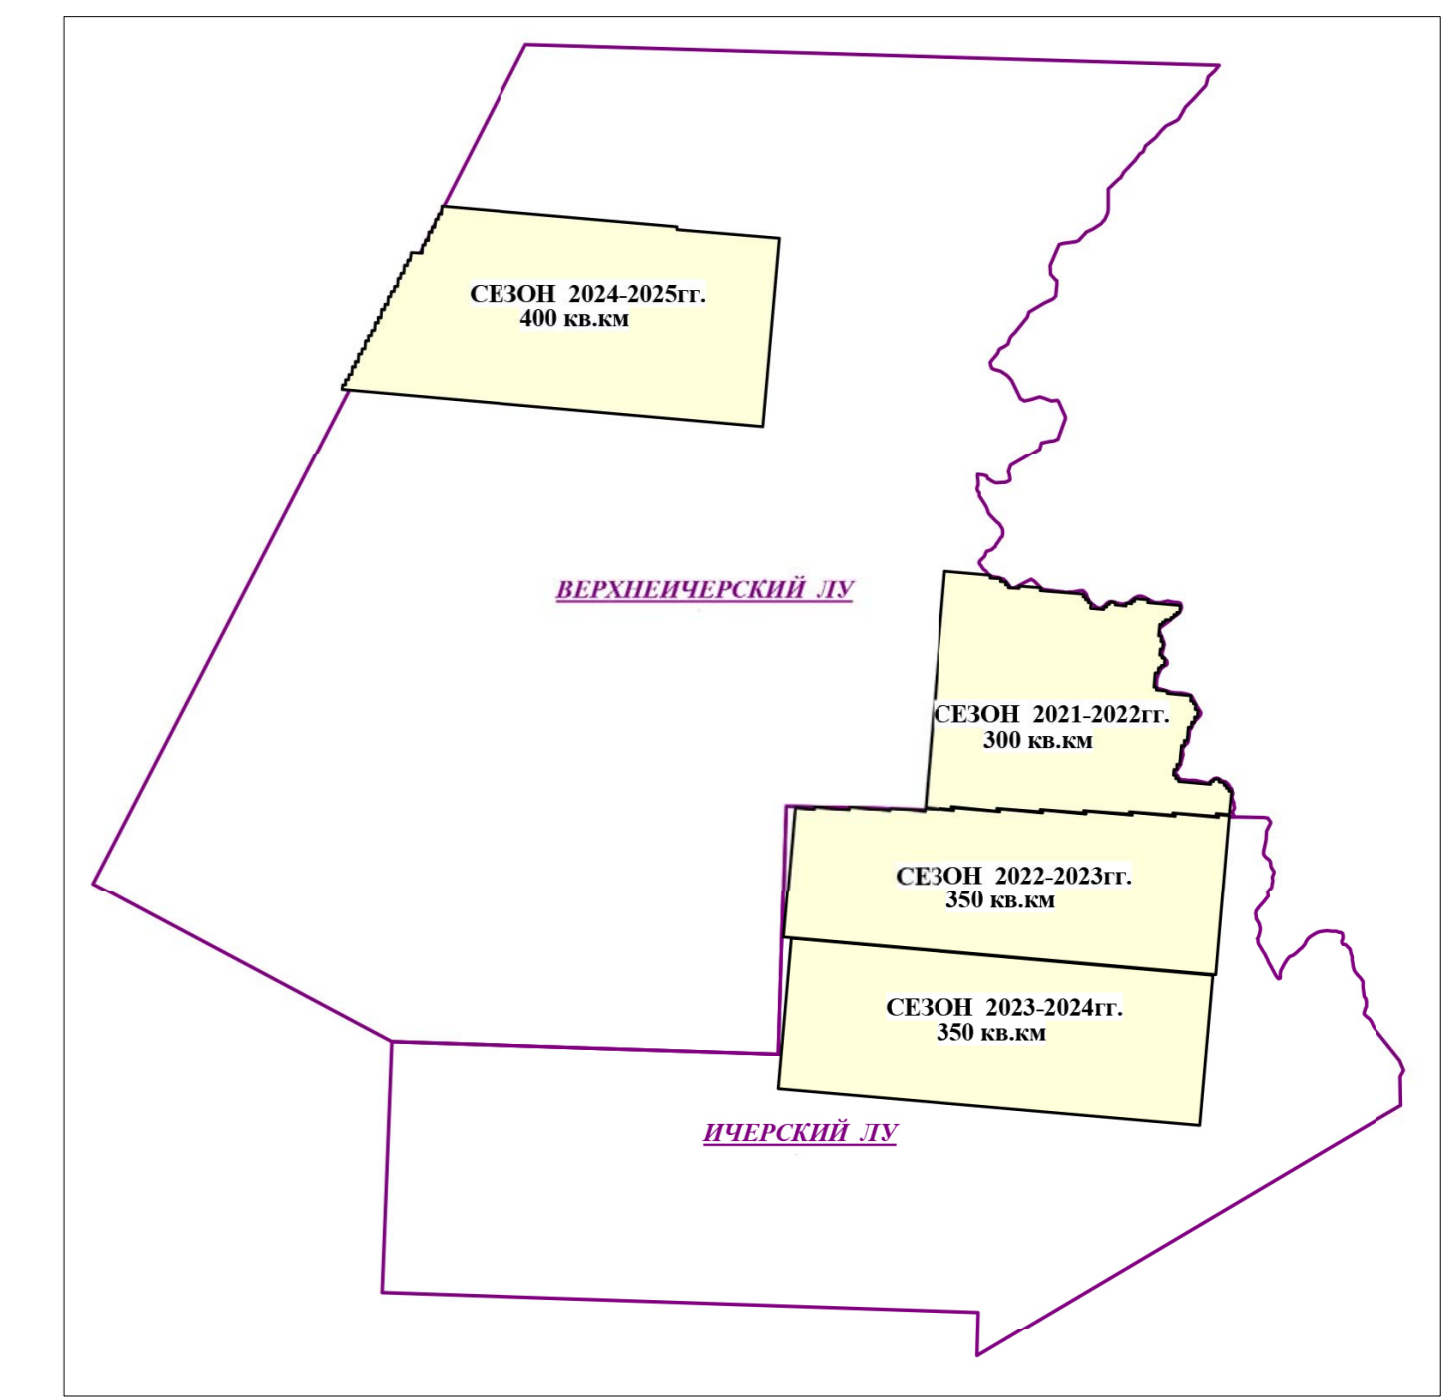 СЕЗОН 2024-2025гг.
400 кв.км
ВЕРХНЕИЧЕРСКИЙ ЛУ
СЕЗОН 2021-2022гг.
300 кв.км
СЕЗОН 2022-2023гг.
350 кв.км
СЕЗОН 2023-2024гг.
350 кв.км
ИЧЕРСКИЙ ЛУ